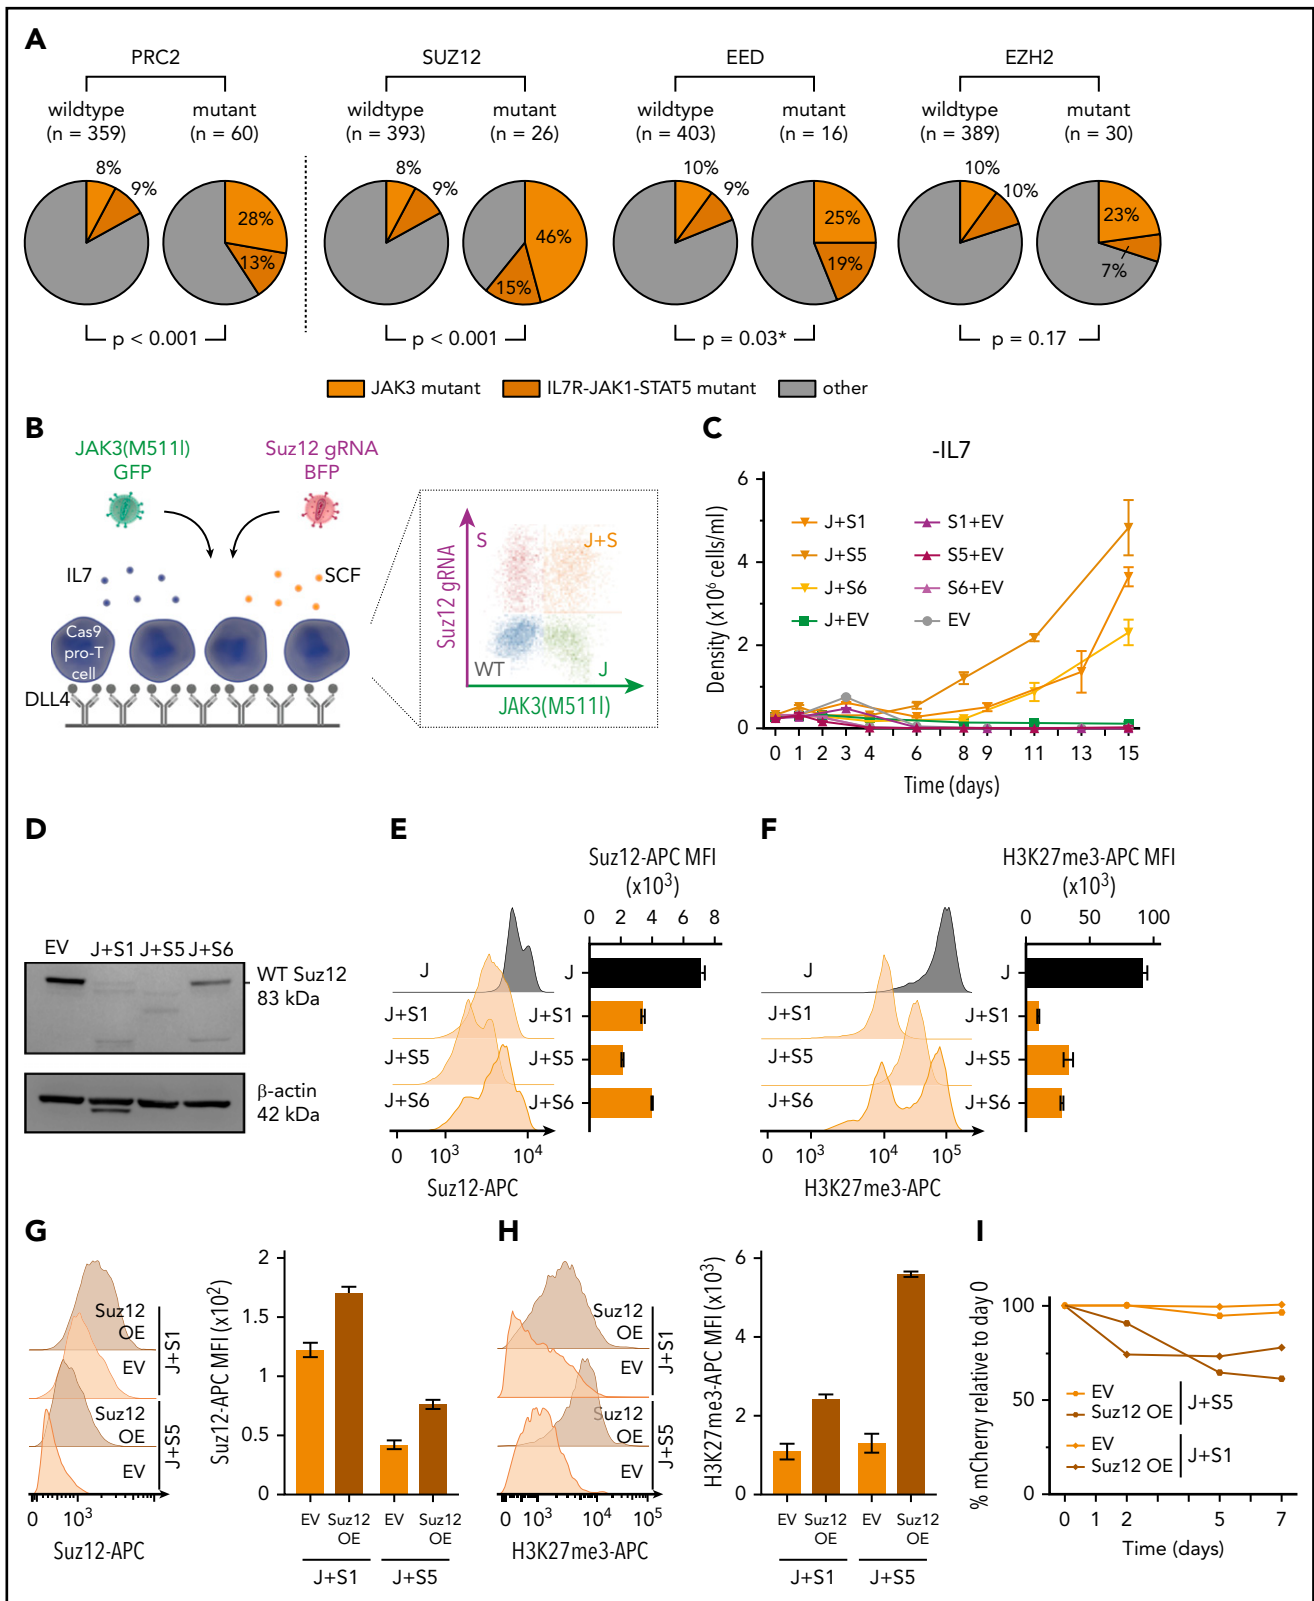 A
PRC2
SUZ12
EED
EZH2
wildtype (n = 359)
mutant (n = 60)
wildtype (n = 393)
mutant (n = 26)
wildtype (n = 403)
mutant (n = 16)
wildtype (n = 389)
mutant (n = 30)
8%
9%
28%
13%
8%
9%
46%
15%
10%
9%
25%
19%
10%
10%
23%
7%
p < 0.001
p < 0.001
p = 0.03*
p = 0.17
JAK3 mutant
IL7R-JAK1-STAT5 mutant
other
B
JAK3(M511I)
GFP
Suz12 gRNA
BFP
IL7
SCF
Cas9
pro-T
cell
DLL4
Suz12 gRNA
S
J+S
WT
J
JAK3(M511I)
C
-IL7
Density (x10⁶ cells/ml)
6
4
2
0
J+S1
J+S5
J+S6
J+EV
S1+EV
S5+EV
S6+EV
EV
0 1 2 3 4 6 8 9 11 13 15
Time (days)
D
EV J+S1 J+S5 J+S6
WT Suz12
83 kDa
β-actin
42 kDa
E
Suz12-APC MFI
(x10³)
0 2 4 6 8
J
J+S1
J+S5
J+S6
J
J+S1
J+S5
J+S6
0 10³ 10⁴
Suz12-APC
F
H3K27me3-APC MFI
(x10³)
0 50 100
J
J+S1
J+S5
J+S6
J
J+S1
J+S5
J+S6
0 10³ 10⁴ 10⁵
H3K27me3-APC
G
Suz12
OE
EV
J+S1
Suz12
OE
EV
J+S5
0 10³
Suz12-APC
Suz12-APC MFI (x10²)
2
1.5
1
0.5
0
EV Suz12 OE EV Suz12 OE
J+S1 J+S5
H
Suz12
OE
EV
J+S1
Suz12
OE
EV
J+S5
0 10³ 10⁴ 10⁵
H3K27me3-APC
H3K27me3-APC MFI (x10³)
6
4
2
0
EV Suz12 OE EV Suz12 OE
J+S1 J+S5
I
% mCherry relative to day 0
100
50
0
EV
Suz12 OE
J+S5
EV
Suz12 OE
J+S1
0 1 2 5 7
Time (days)